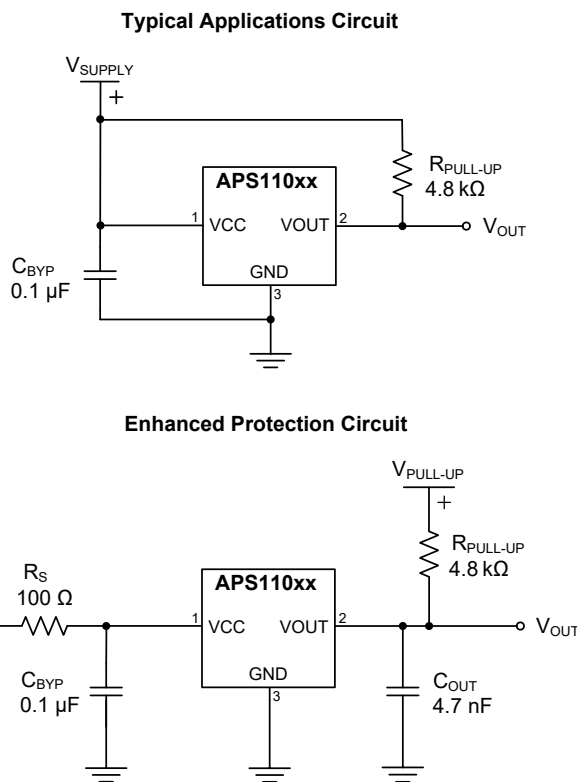 Typical Applications Circuit
VSUPPLY
+
APS110xx
RPULL-UP
4.8 kΩ
1 VCC VOUT 2
VOUT
GND
3
CBYP
0.1 µF
Enhanced Protection Circuit
VPULL-UP
+
RPULL-UP
4.8 kΩ
RS
100 Ω
APS110xx
1 VCC VOUT 2
VOUT
GND
3
CBYP
0.1 µF
COUT
4.7 nF